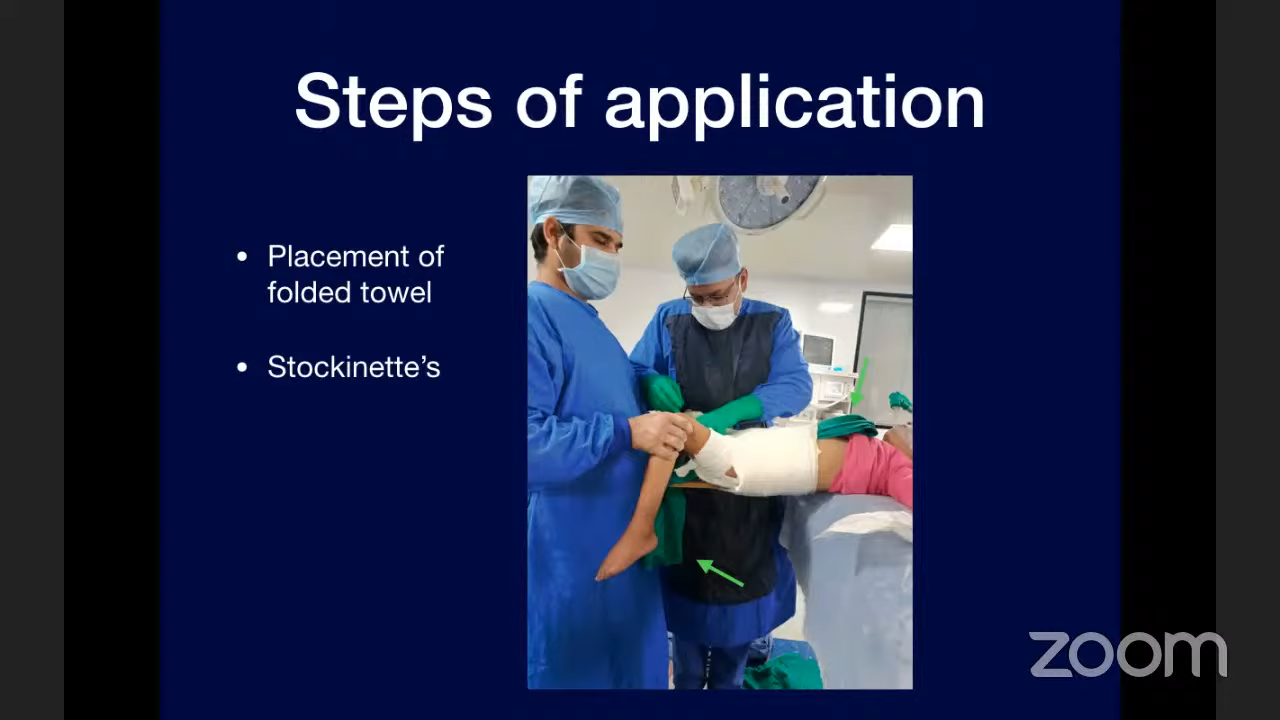 Steps of application
• Placement of
folded towel
• Stockinette’s
zoom